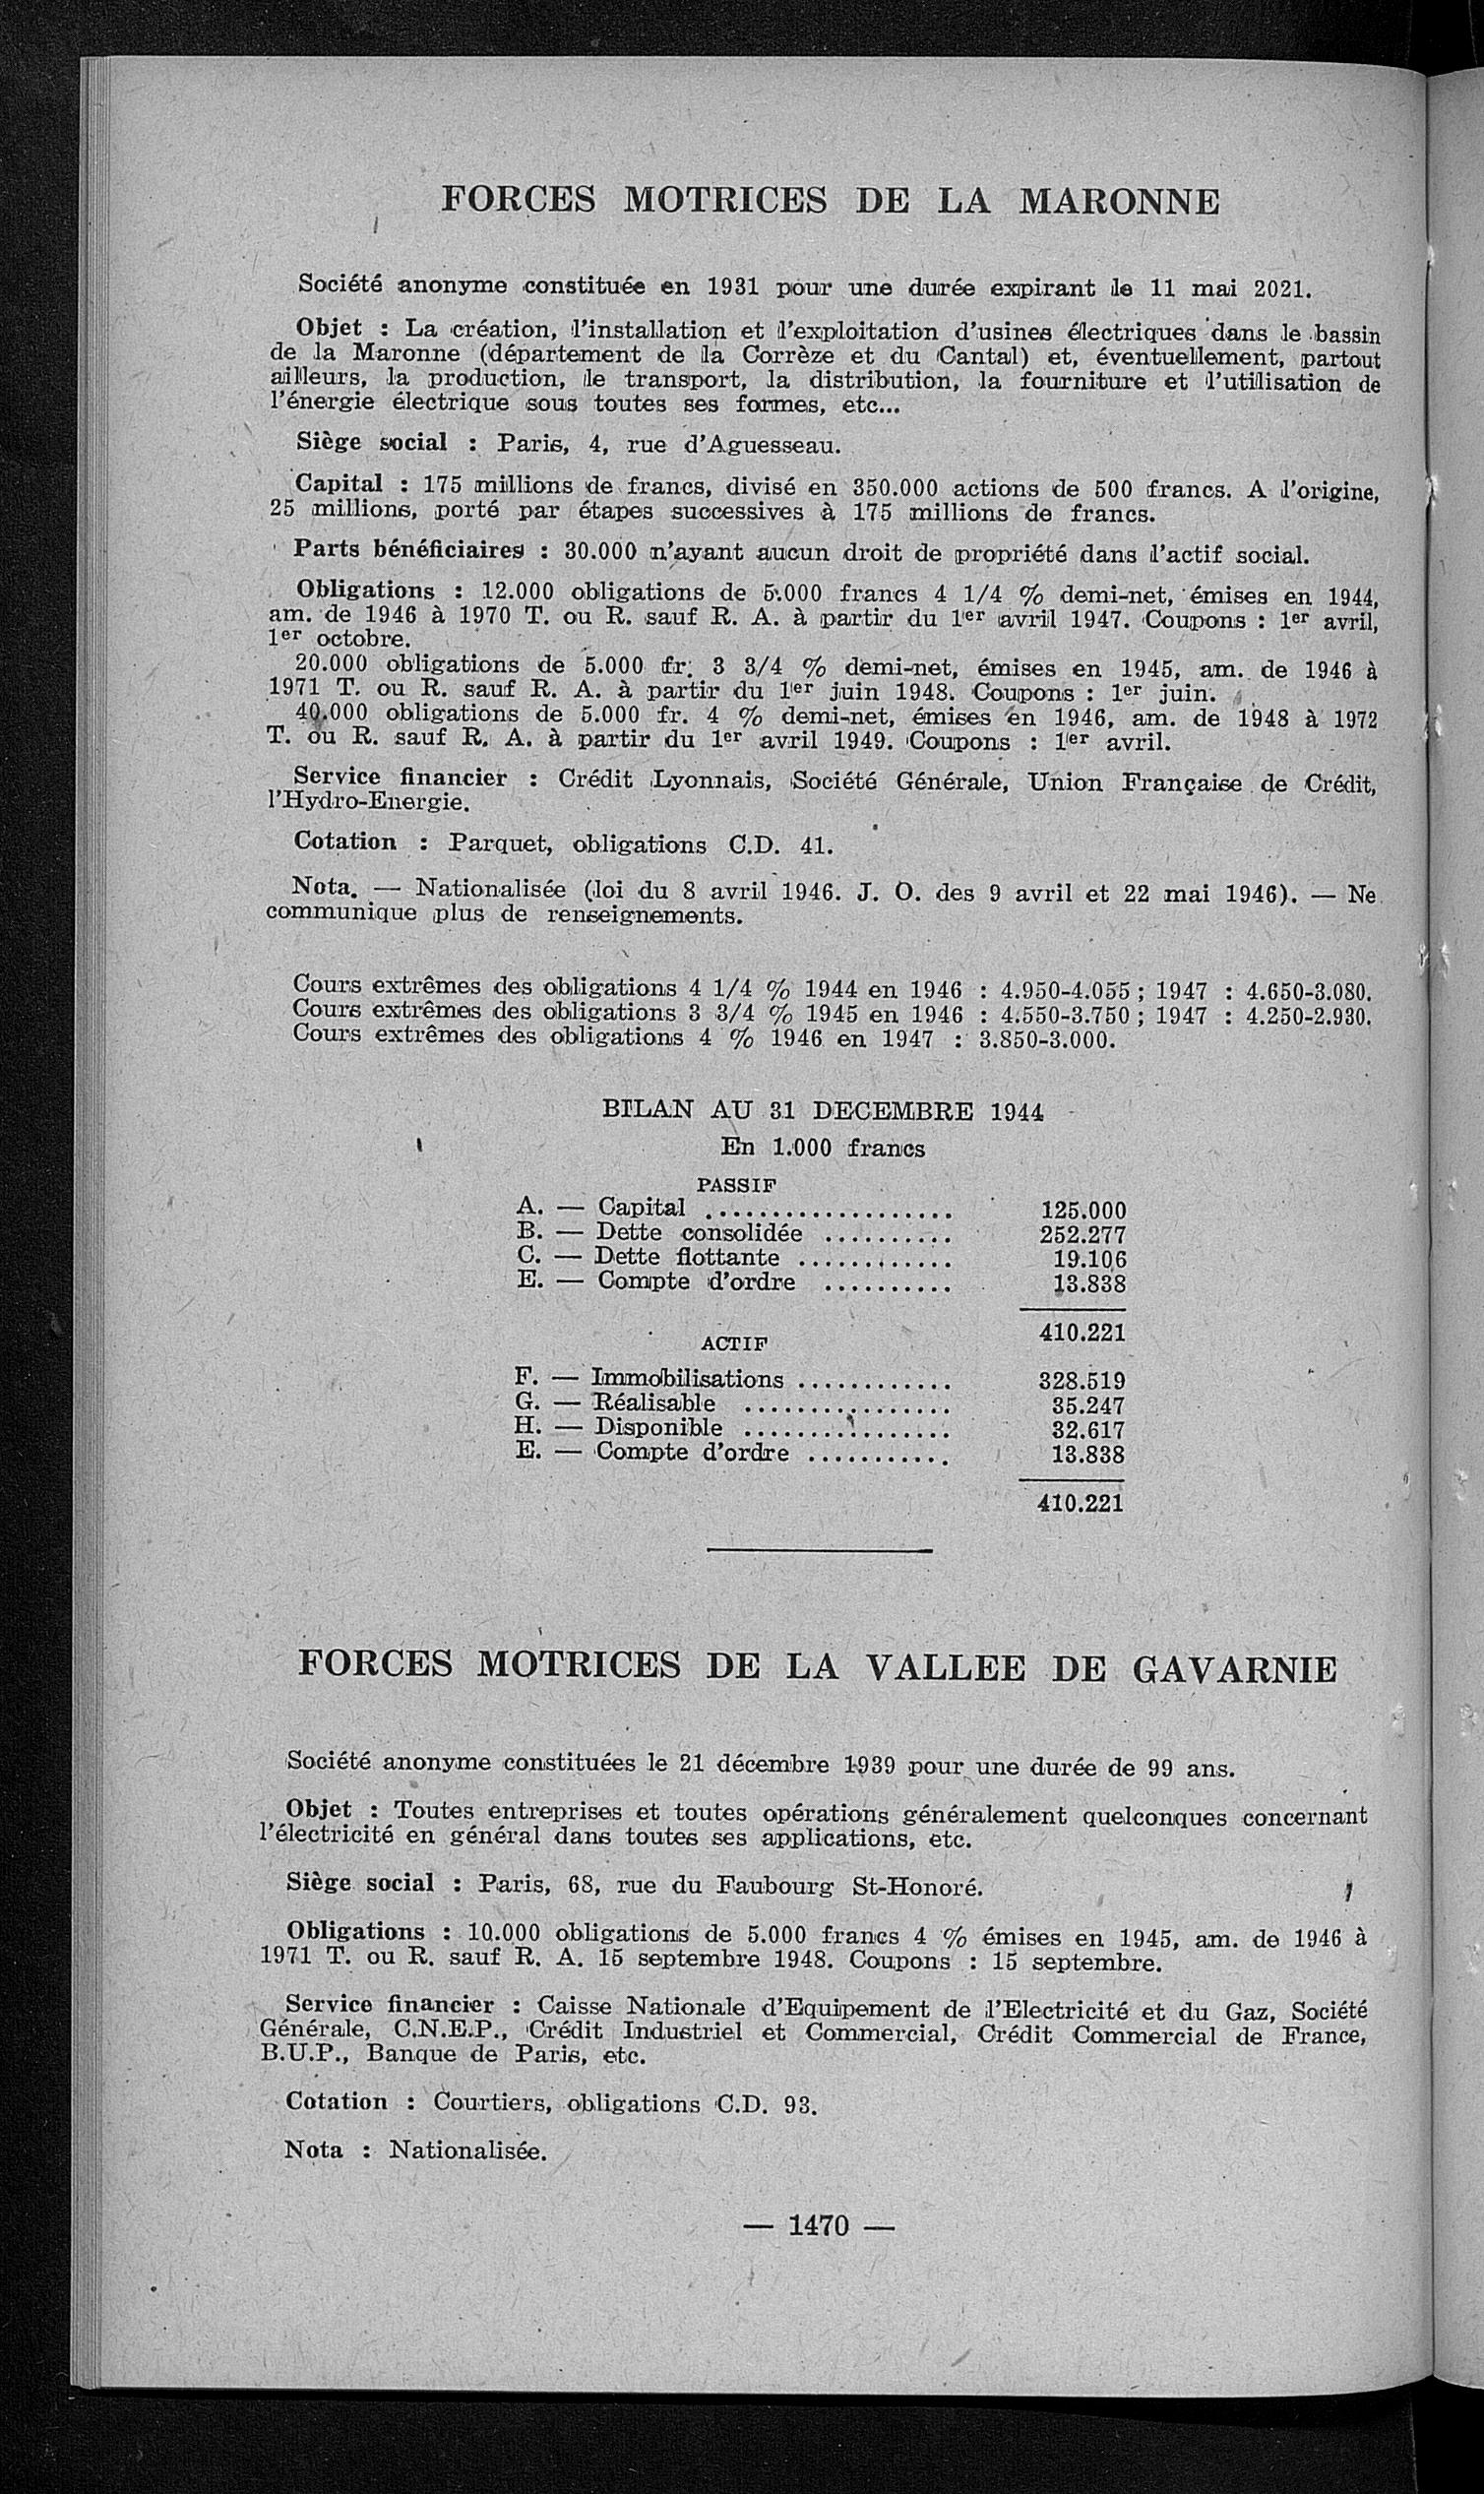 FORCES MOTRICES DE LA MARONNE
Société anonyme constituée en 1931 pour une durée expirant le 11 mai 2021.
Objet : La création, l'installation et l'exploitation d'usines électriques dans le bassin
de la Maronne (département de la Corrèze et du Cantal) et, éventuellement, partout
ailleurs, la production, le transport, la distribution, la fourniture et l'utilisation de
l'énergie électrique sous toutes ses formes, etc...
Siège social : Paris, 4, rue d'Aguesseau.
Capital : 175 millions de francs, divisé en 350.000 actions de 500 francs. A l'origine,
25 millions, porté par étapes successives à 175 millions de francs.
Parts bénéficiaires : 30.000 n'ayant aucun droit de propriété dans l'actif social.
Obligations : 12.000 obligations de 5.000 francs 4 1/4 % demi-net, émises en 1944,
am. de 1946 à 1970 T. ou R. sauf R. A. à partir du 1er avril 1947. Coupons : 1er avril,
1er octobre.
20.000 obligations de 5.000 fr. 3 3/4 % demi-net, émises en 1945, am. de 1946 à
1971 T. ou R. sauf R. A. à partir du 1er juin 1948. Coupons : 1er juin.
40.000 obligations de 5.000 fr. 4 % demi-net, émises en 1946, am. de 1948 à 1972
T. ou R. sauf R. A. à partir du 1er avril 1949. Coupons : 1er avril.
Service financier : Crédit Lyonnais, Société Générale, Union Française de Crédit,
l'Hydro-Energie.
Cotation : Parquet, obligations C.D. 41.
Nota. — Nationalisée (loi du 8 avril 1946. J. O. des 9 avril et 22 mai 1946). — Ne
communique plus de renseignements.
Cours extrêmes des obligations 4 1/4 % 1944 en 1946 : 4.950-4.055 ; 1947 : 4.650-3.080.
Cours extrêmes des obligations 3 3/4 % 1945 en 1946 : 4.550-3.750 ; 1947 : 4.250-2.930.
Cours extrêmes des obligations 4 % 1946 en 1947 : 3.850-3.000.
BILAN AU 31 DECEMBRE 1944
En 1.000 francs
PASSIF
A. — Capital ................... 125.000
B. — Dette consolidée .......... 252.277
C. — Dette flottante ............ 19.106
E. — Compte d'ordre .......... 13.838
410.221
ACTIF
F. — Immobilisations ............ 328.519
G. — Réalisable ................ 35.247
H. — Disponible ................ 32.617
E. — Compte d'ordre ........... 13.838
410.221
FORCES MOTRICES DE LA VALLEE DE GAVARNIE
Société anonyme constituées le 21 décembre 1939 pour une durée de 99 ans.
Objet : Toutes entreprises et toutes opérations généralement quelconques concernant
l'électricité en général dans toutes ses applications, etc.
Siège social : Paris, 68, rue du Faubourg St-Honoré.
Obligations : 10.000 obligations de 5.000 francs 4 % émises en 1945, am. de 1946 à
1971 T. ou R. sauf R. A. 15 septembre 1948. Coupons : 15 septembre.
Service financier : Caisse Nationale d'Equipement de l'Electricité et du Gaz, Société
Générale, C.N.E.P., Crédit Industriel et Commercial, Crédit Commercial de France,
B.U.P., Banque de Paris, etc.
Cotation : Courtiers, obligations C.D. 93.
Nota : Nationalisée.
— 1470 —